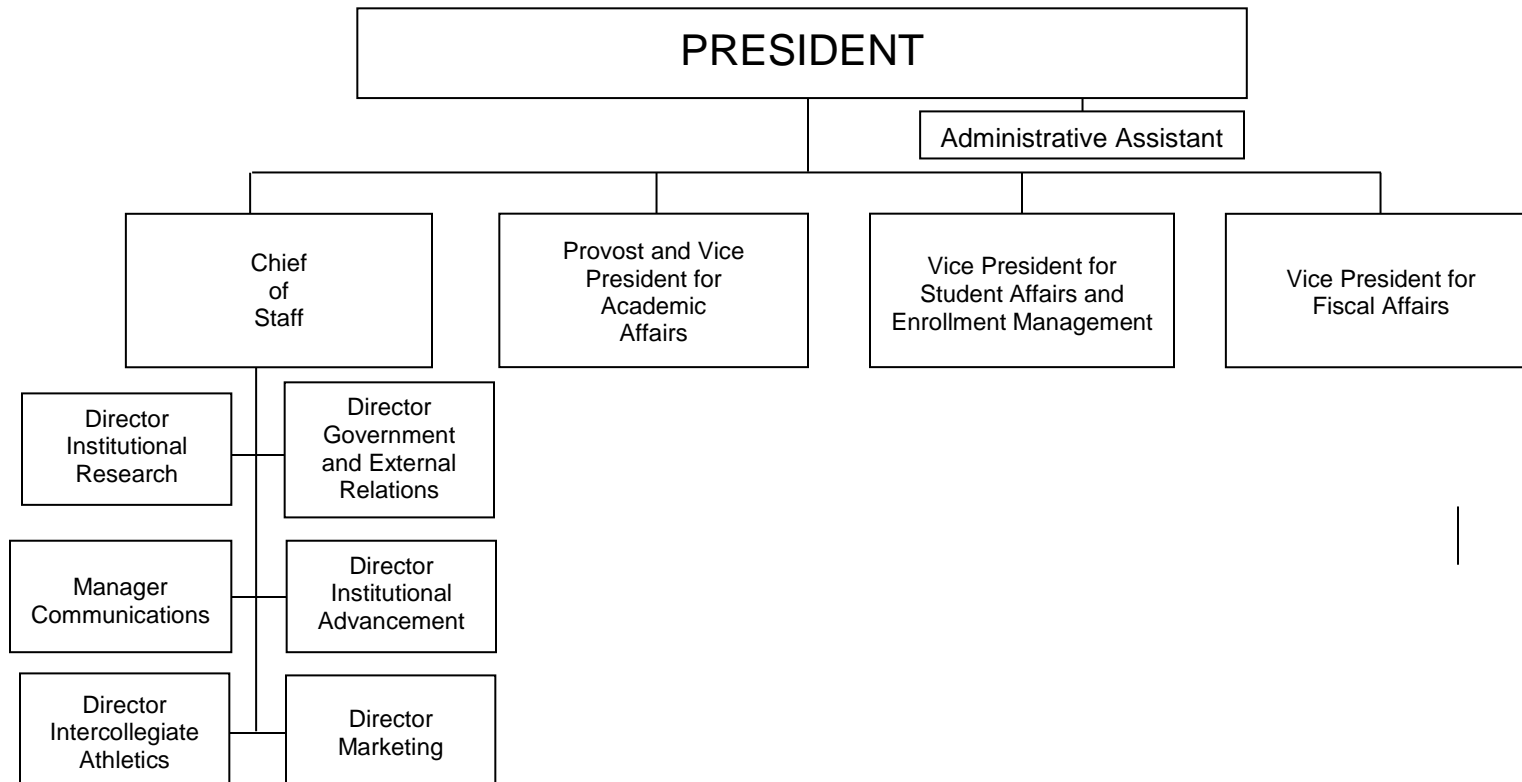 PRESIDENT
Administrative Assistant
Chief
of
Staff
Provost and Vice
President for
Academic
Affairs
Vice President for
Student Affairs and
Enrollment Management
Vice President for
Fiscal Affairs
Director
Institutional
Research
Director
Government
and External
Relations
Manager
Communications
Director
Institutional
Advancement
Director
Intercollegiate
Athletics
Director
Marketing